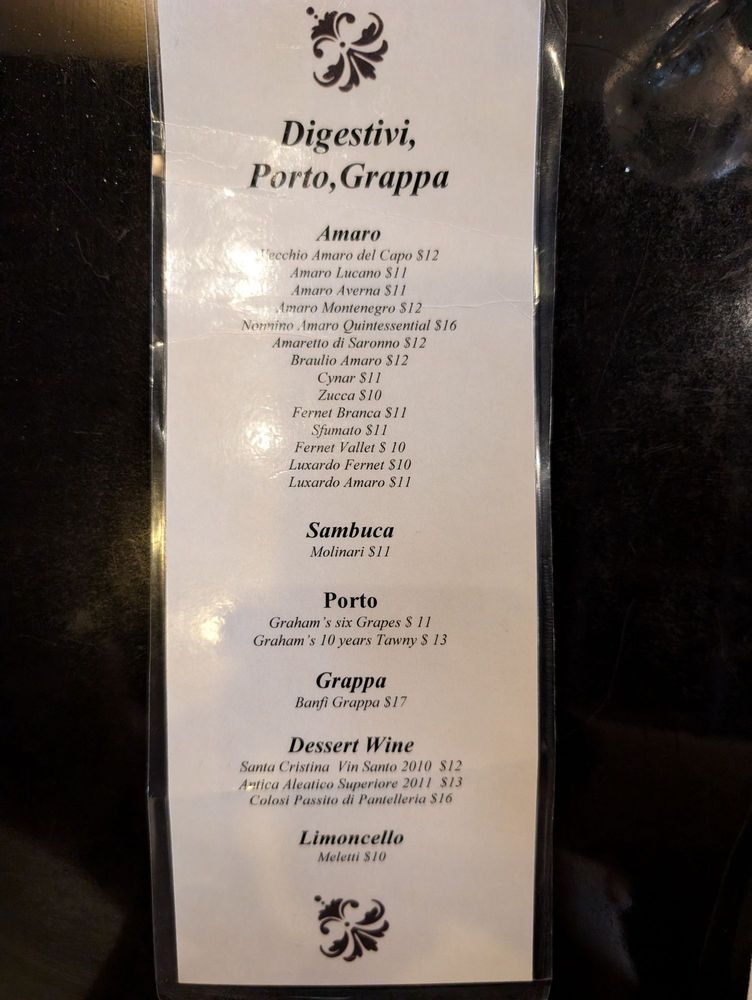 Digestivi,
Porto,Grappa
Amaro
Vecchio Amaro del Capo $12
Amaro Lucano $11
Amaro Averna $11
Amaro Montenegro $12
Nonnino Amaro Quintessential $16
Amaretto di Saronno $12
Braulio Amaro $12
Cynar $11
Zucca $10
Fernet Branca $11
Sfumato $11
Fernet Vallet $ 10
Luxardo Fernet $10
Luxardo Amaro $11
Sambuca
Molinari $11
Porto
Graham's six Grapes $ 11
Graham's 10 years Tawny $ 13
Grappa
Banfi Grappa $17
Dessert Wine
Santa Cristina Vin Santo 2010 $12
Antica Aleatico Superiore 2011 $13
Colosi Passito di Pantelleria $16
Limoncello
Meletti $10